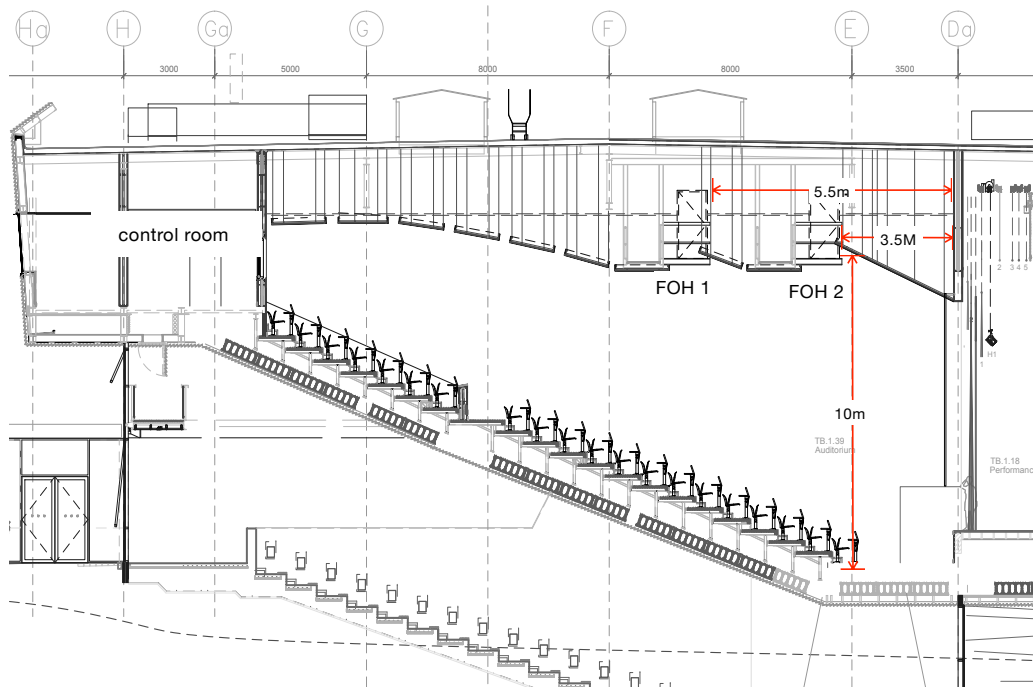 Ha
H
Ga
G
F
E
Da
3000
5000
8000
8000
3500
5.5m
3.5M
control room
FOH 1
FOH 2
2
3
4
5
H1
1
10m
TB.1.39
Auditorium
TB.1.18
Performanc